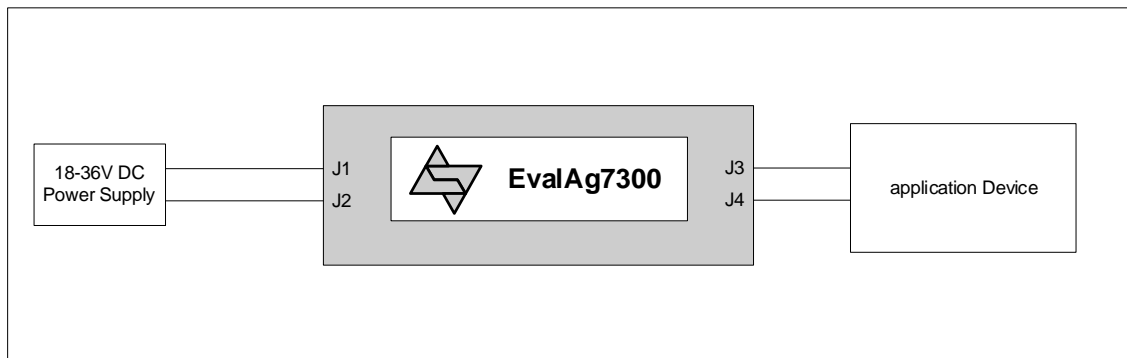 18-36V DC
Power Supply
J1
J2
EvalAg7300
J3
J4
application Device